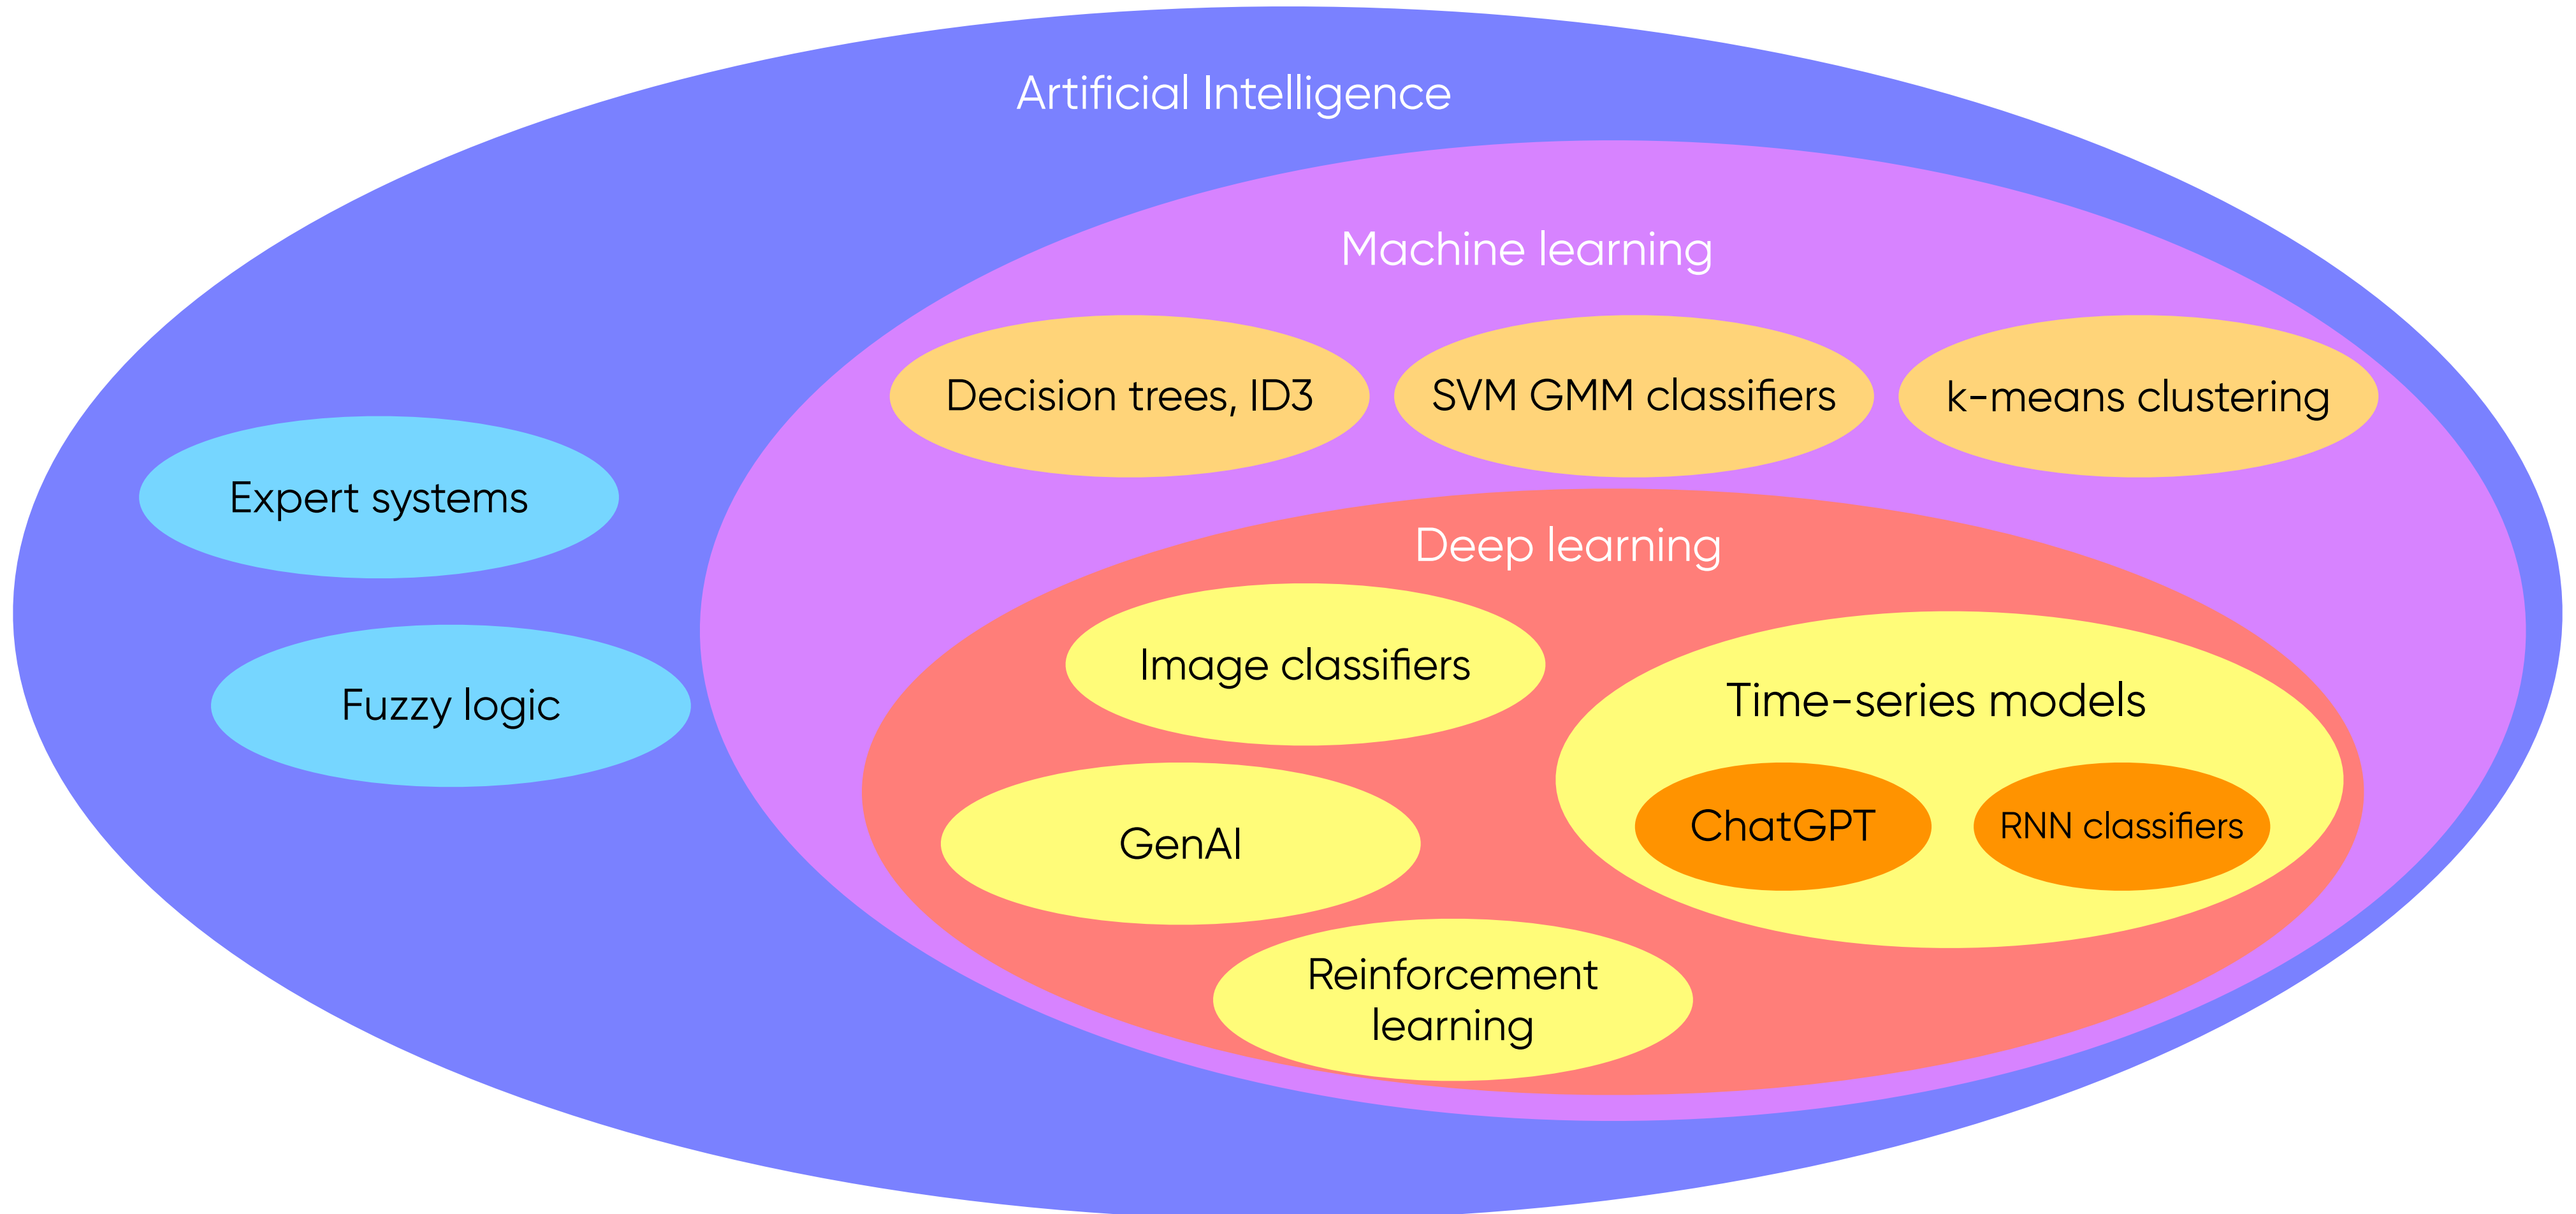 Artificial Intelligence
Machine learning
Decision trees, ID3
SVM GMM classifiers
k-means clustering
Expert systems
Fuzzy logic
Deep learning
Image classifiers
Time-series models
GenAI
ChatGPT
RNN classifiers
Reinforcement
learning